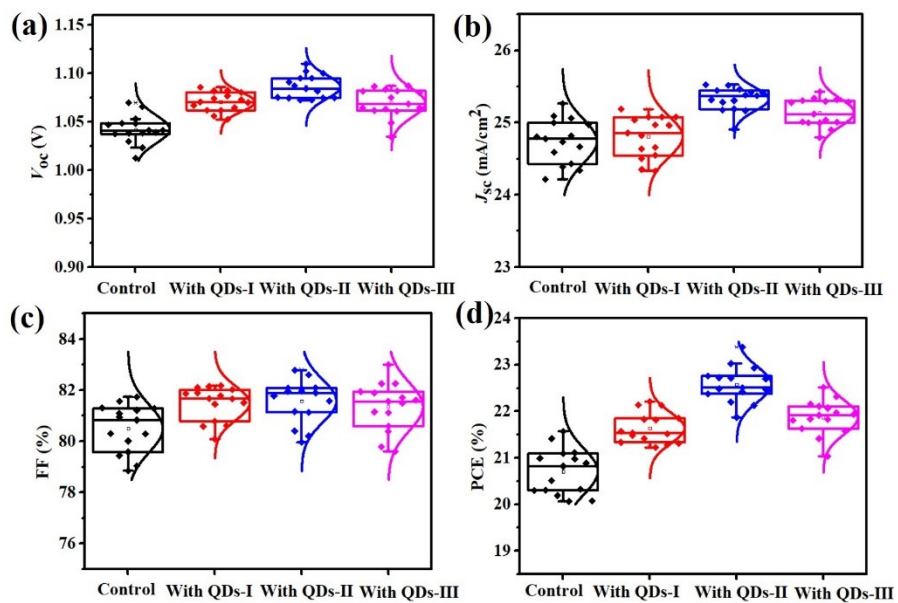 (a)
1.15
1.10
1.05
1.00
0.95
0.90
Voc (V)
Control With QDs-I With QDs-II With QDs-III
(b)
26
25
24
23
Jsc (mA/cm²)
Control With QDs-I With QDs-II With QDs-III
(c)
84
82
80
78
76
FF (%)
Control With QDs-I With QDs-II With QDs-III
(d)
24
23
22
21
20
19
PCE (%)
Control With QDs-I With QDs-II With QDs-III